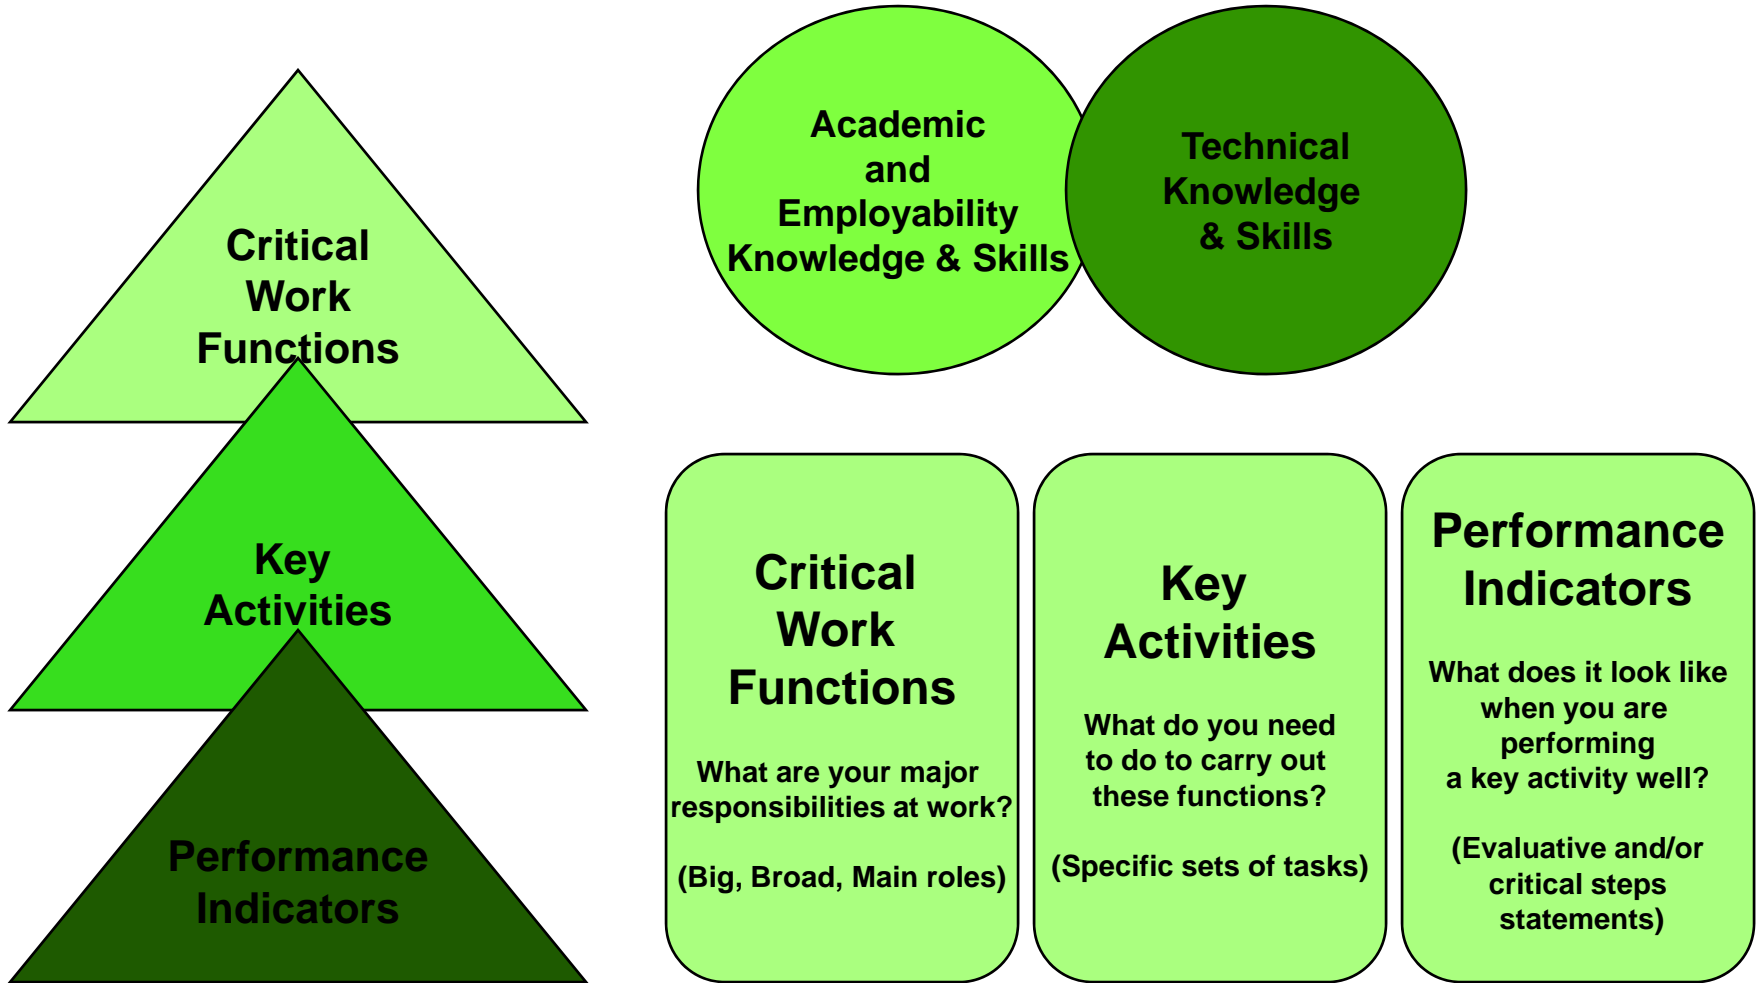 Critical
Work
Functions
Key
Activities
Performance
Indicators
Academic
and
Employability
Knowledge & Skills
Technical
Knowledge
& Skills
Critical
Work
Functions
What are your major
responsibilities at work?
(Big, Broad, Main roles)
Key
Activities
What do you need
to do to carry out
these functions?
(Specific sets of tasks)
Performance
Indicators
What does it look like
when you are
performing
a key activity well?
(Evaluative and/or
critical steps
statements)